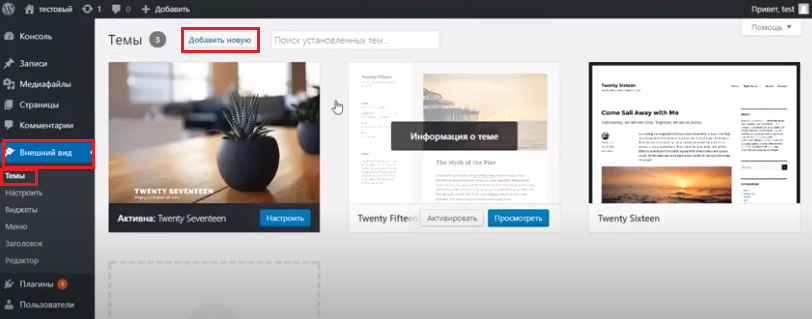 тестовый 1 0 Добавить Привет, test
Консоль
Записи
Медиафайлы
Страницы
Комментарии
Внешний вид
Темы
Настроить
Виджеты
Меню
Заголовок
Редактор
Плагины 1
Пользователи
Темы 3 Добавить новую Поиск установленных тем...
Помощь
TWENTY SEVENTEEN
Активна: Twenty Seventeen Настроить
Twenty Fifteen
Информация о теме
The Myth of the Pier
Twenty Fifteen Активировать Просмотреть
Twenty Sixteen
Come Sail Away with Me
Twenty Sixteen